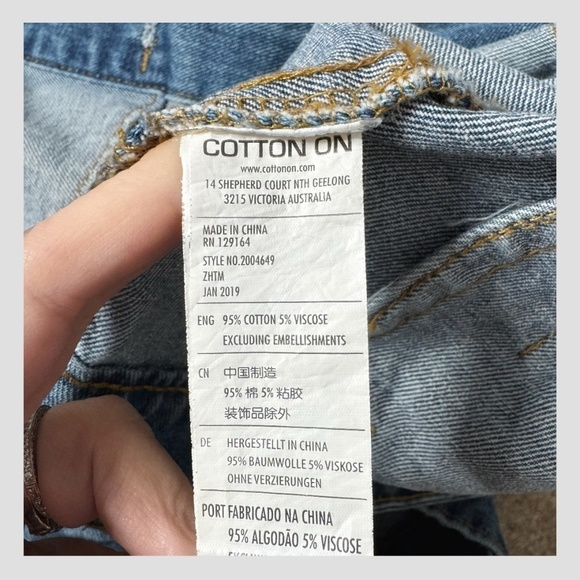 COTTON ON
www.cottonon.com
14 SHEPHERD COURT NTH GEELONG
3215 VICTORIA AUSTRALIA
MADE IN CHINA
RN 129164
STYLE NO.2004649
ZHTM
JAN 2019
ENG 95% COTTON 5% VISCOSE
EXCLUDING EMBELLISHMENTS
CN 中国制造
95% 棉 5% 粘胶
装饰品除外
DE HERGESTELLT IN CHINA
95% BAUMWOLLE 5% VISKOSE
OHNE VERZIERUNGEN
PORT FABRICADO NA CHINA
95% ALGODÃO 5% VISCOSE